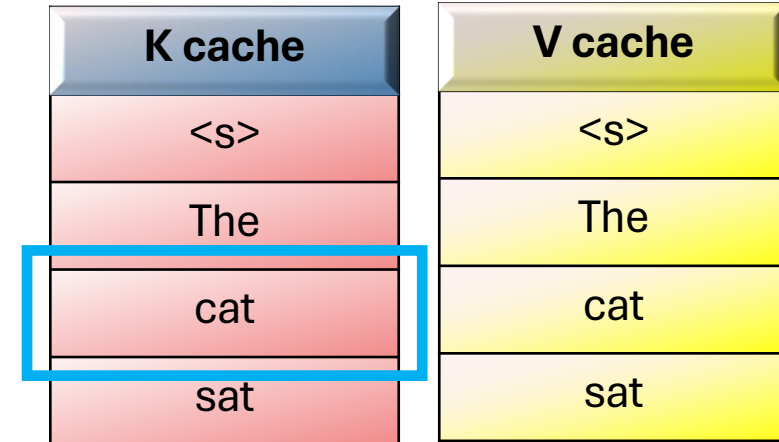 K cache V cache
<s> <s>
The The
cat cat
sat sat